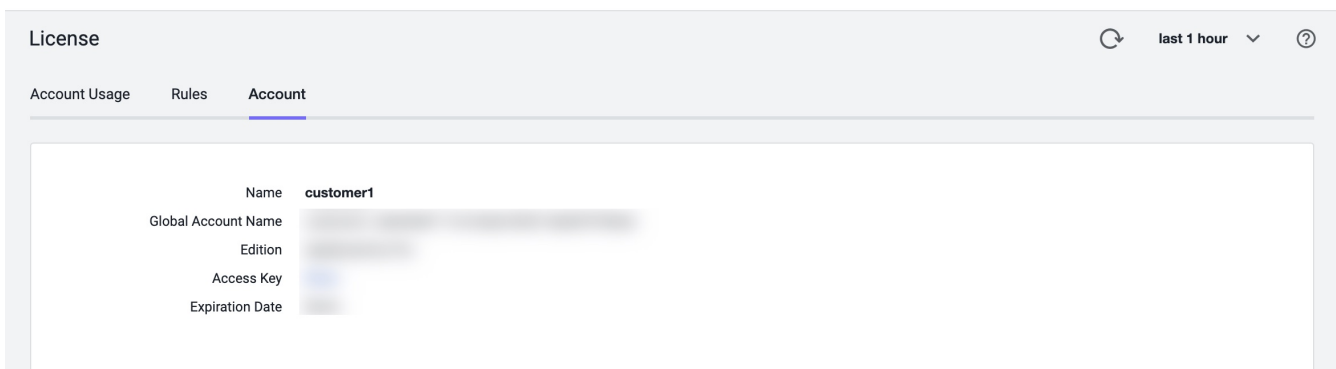 License
last 1 hour
Account Usage Rules Account
Name customer1
Global Account Name
Edition
Access Key
Expiration Date